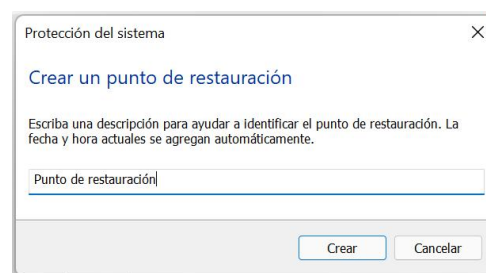 Protección del sistema
Crear un punto de restauración
Escriba una descripción para ayudar a identificar el punto de restauración. La
fecha y hora actuales se agregan automáticamente.
Punto de restauración
Crear Cancelar